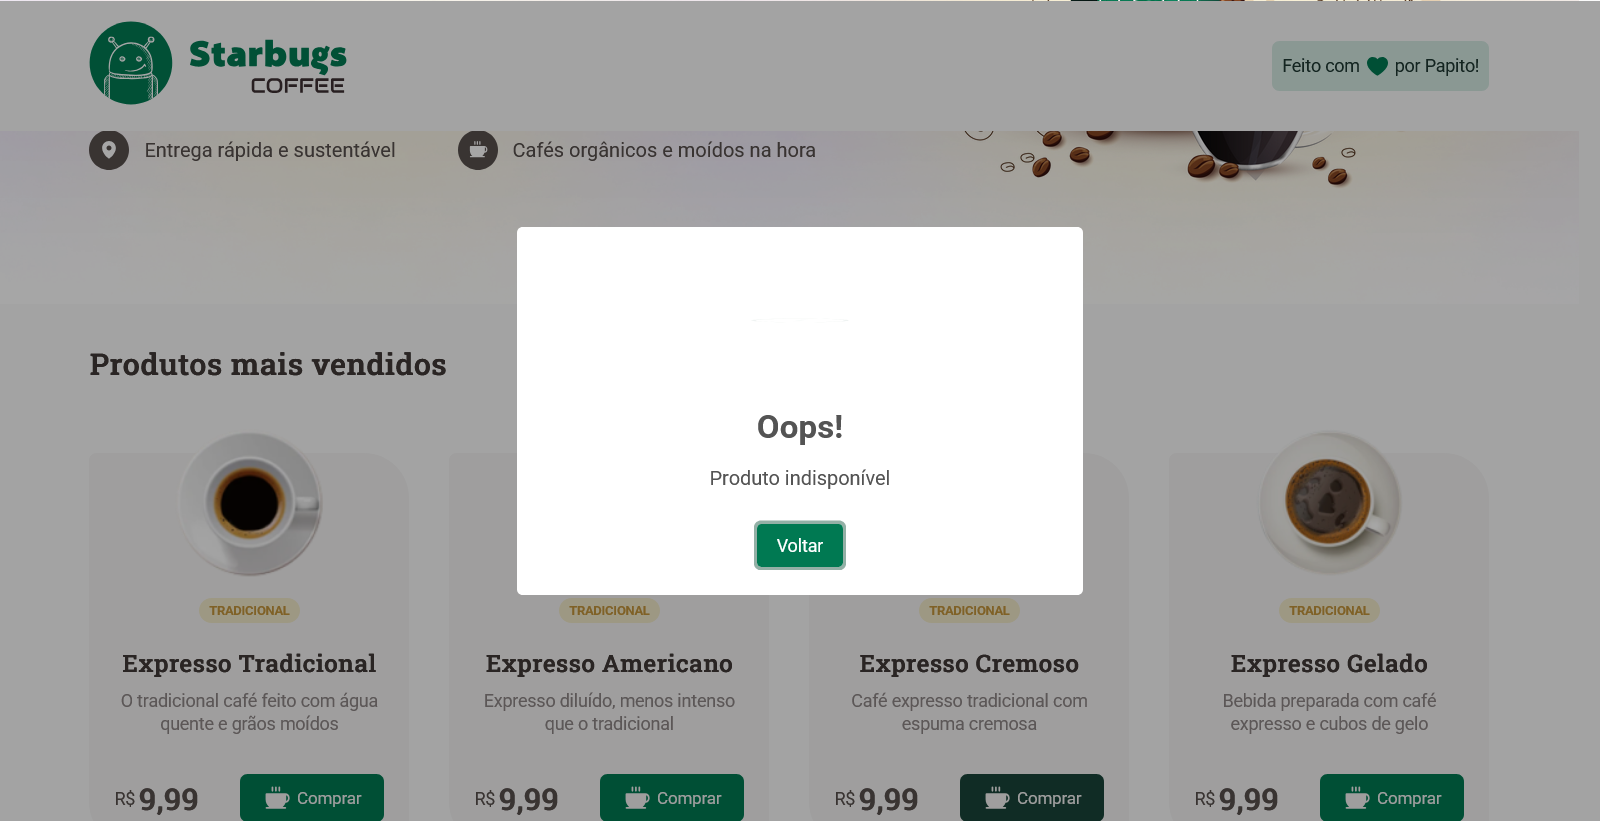 Starbugs
COFFEE
Feito com por Papito!
Entrega rápida e sustentável
Cafés orgânicos e moídos na hora
Produtos mais vendidos
Oops!
Produto indisponível
Voltar
TRADICIONAL
Expresso Tradicional
O tradicional café feito com água
quente e grãos moídos
R$ 9,99
Comprar
TRADICIONAL
Expresso Americano
Expresso diluído, menos intenso
que o tradicional
R$ 9,99
Comprar
TRADICIONAL
Expresso Cremoso
Café expresso tradicional com
espuma cremosa
R$ 9,99
Comprar
TRADICIONAL
Expresso Gelado
Bebida preparada com café
expresso e cubos de gelo
R$ 9,99
Comprar